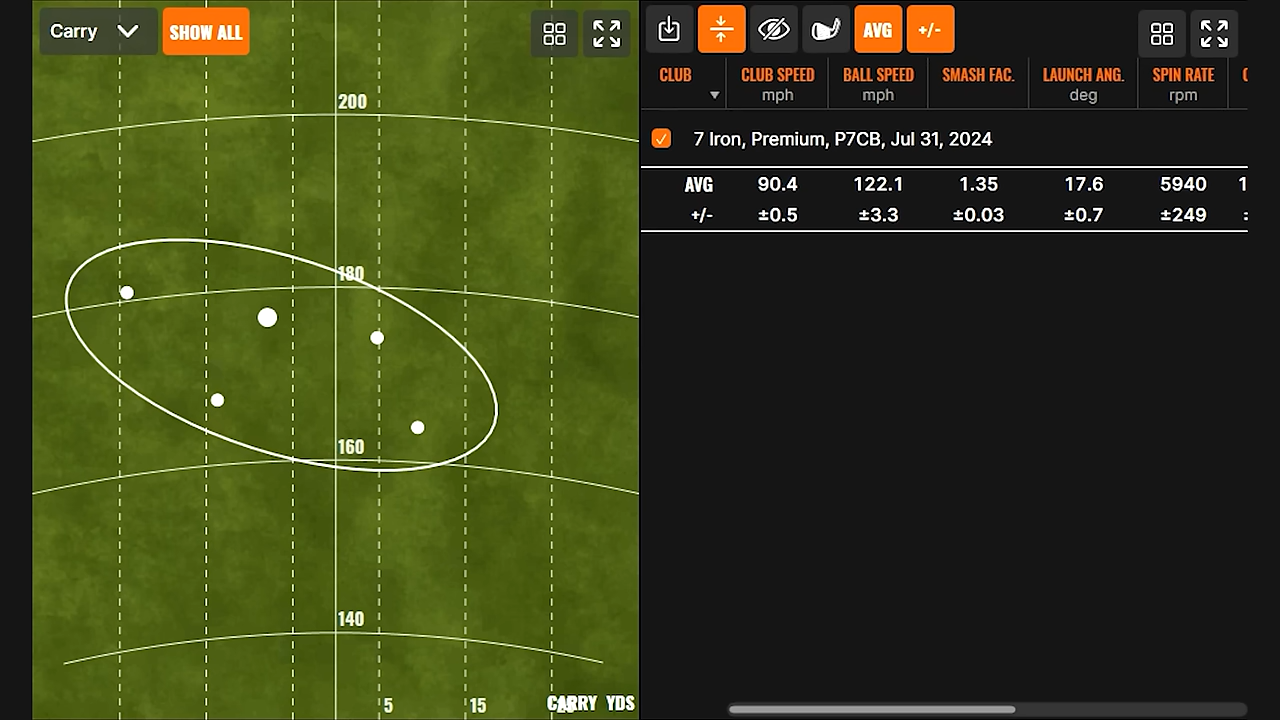 Carry
SHOW ALL
200
180
160
140
5
15
CARRY YDS
AVG
+/-
CLUB
CLUB SPEED
mph
BALL SPEED
mph
SMASH FAC.
LAUNCH ANG.
deg
SPIN RATE
rpm
7 Iron, Premium, P7CB, Jul 31, 2024
AVG 90.4 122.1 1.35 17.6 5940 1
+/- ±0.5 ±3.3 ±0.03 ±0.7 ±249